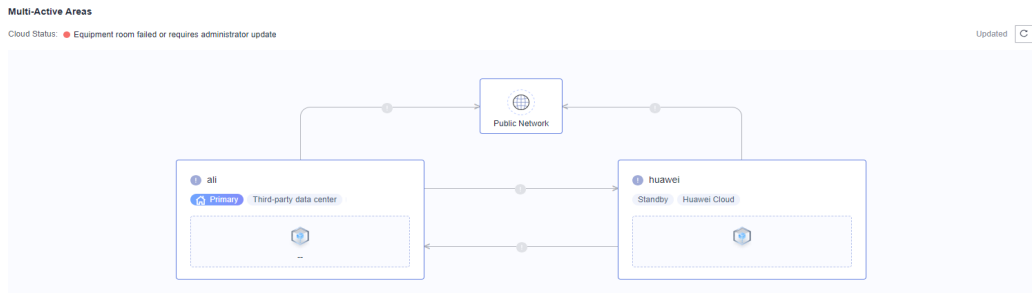 Multi-Active Areas
Cloud Status: Equipment room failed or requires administrator update
Updated
Public Network
ali
Primary Third-party data center
--
huawei
Standby Huawei Cloud